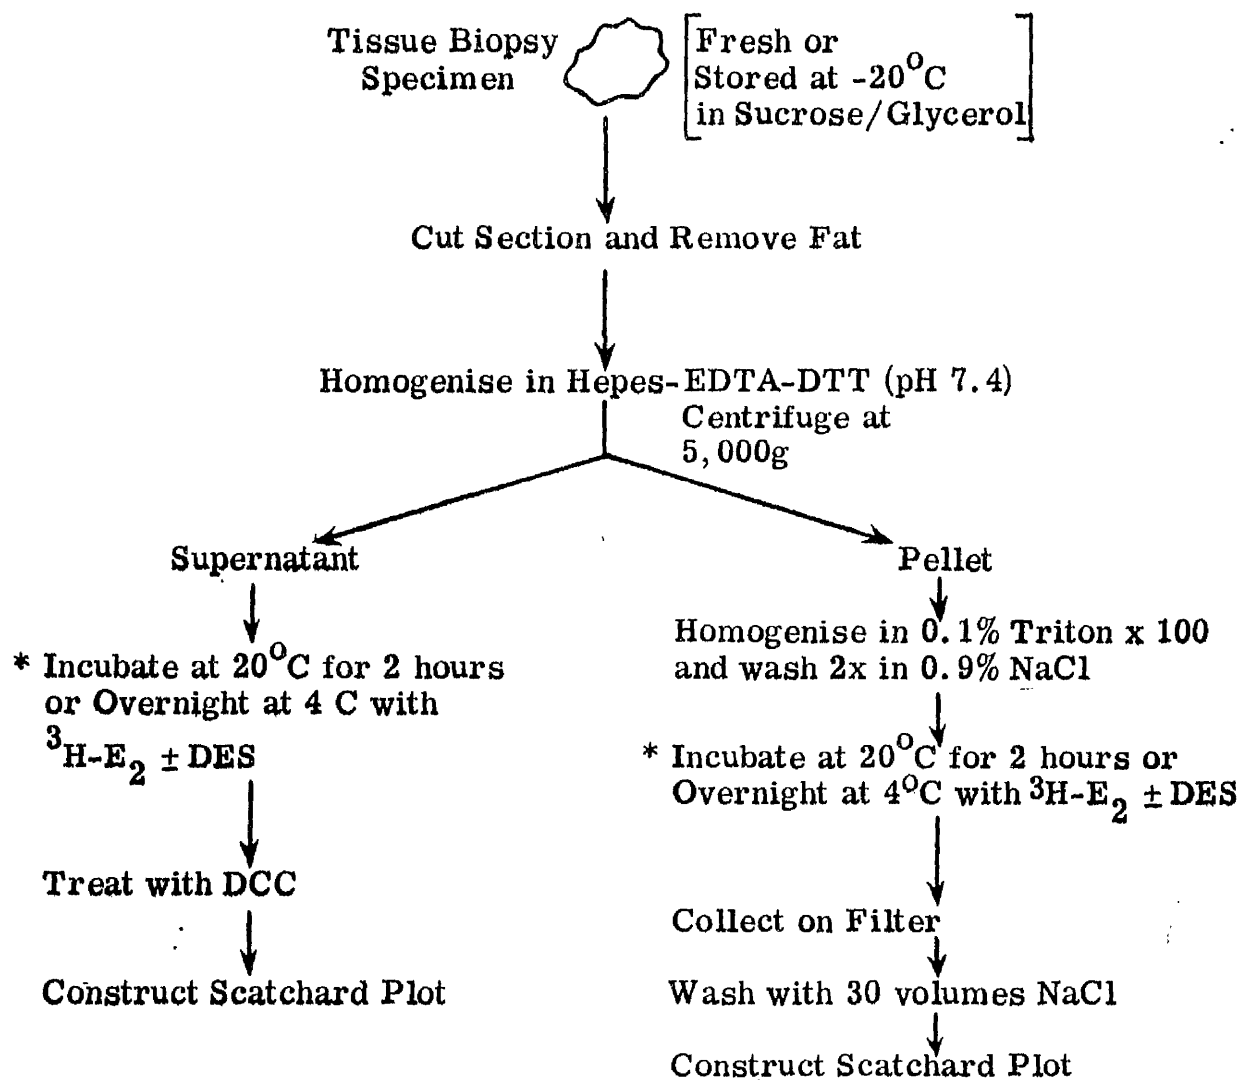 Tissue Biopsy
Specimen
Fresh or
Stored at -20°C
in Sucrose/Glycerol
Cut Section and Remove Fat
Homogenise in Hepes-EDTA-DTT (pH 7.4)
Centrifuge at
5,000g
Supernatant
* Incubate at 20°C for 2 hours
or Overnight at 4 C with
³H-E₂ ± DES
Treat with DCC
Construct Scatchard Plot
Pellet
Homogenise in 0.1% Triton x 100
and wash 2x in 0.9% NaCl
* Incubate at 20°C for 2 hours or
Overnight at 4°C with ³H-E₂ ± DES
Collect on Filter
Wash with 30 volumes NaCl
Construct Scatchard Plot